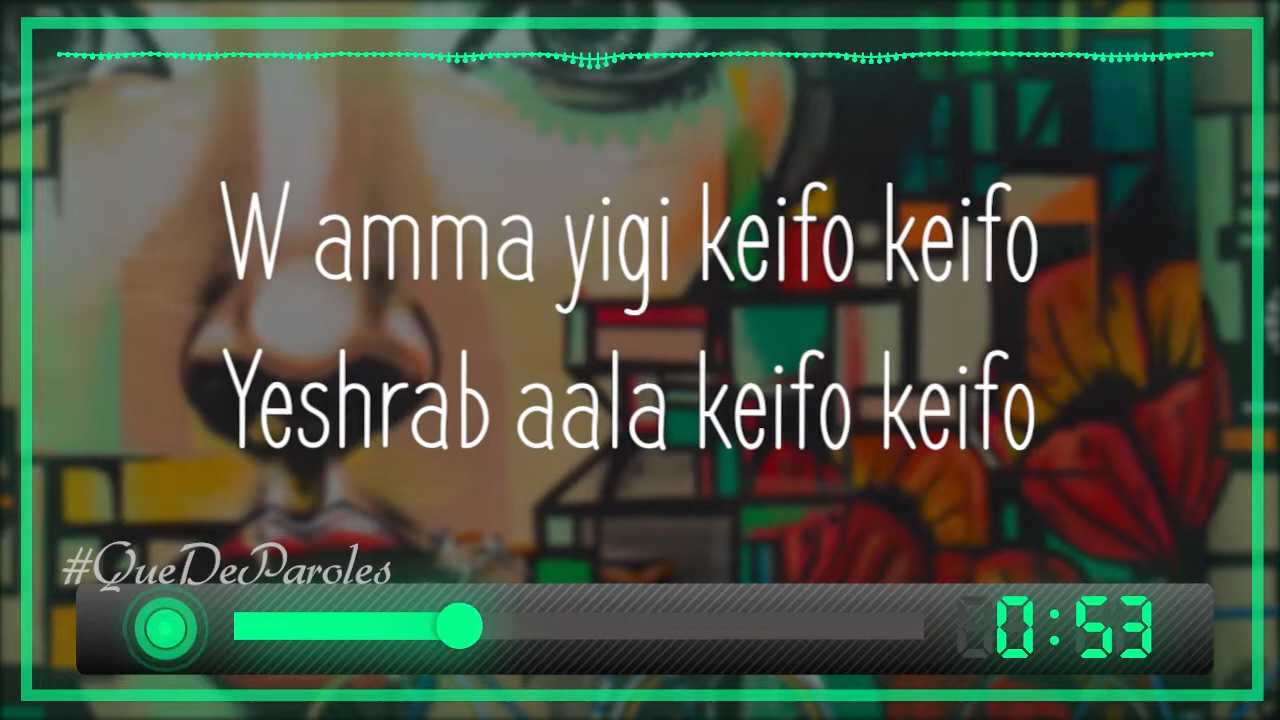 W amma yigi keifo keifo
Yeshrab aala keifo keifo
#QueDeParoles
0:53